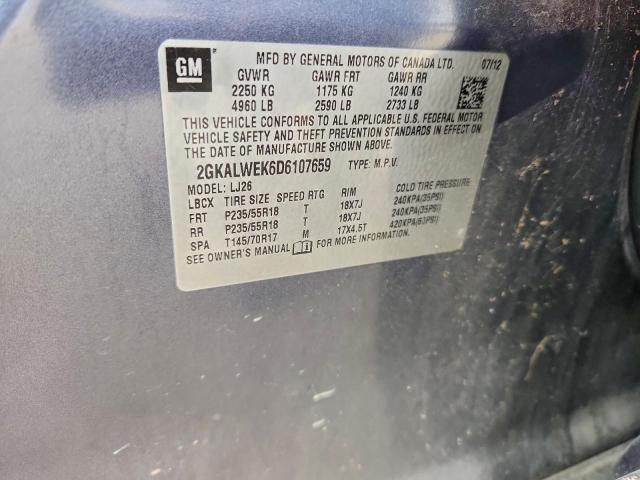 GM
MFD BY GENERAL MOTORS OF CANADA LTD. 07/12
GVWR GAWR FRT GAWR RR
2250 KG 1175 KG 1240 KG
4960 LB 2590 LB 2733 LB
THIS VEHICLE CONFORMS TO ALL APPLICABLE U.S. FEDERAL MOTOR
VEHICLE SAFETY AND THEFT PREVENTION STANDARDS IN EFFECT ON
THE DATE OF MANUFACTURE SHOWN ABOVE.
2GKALWEK6D6107659 TYPE: M.P.V.
MODEL: LJ26
LBCX TIRE SIZE SPEED RTG RIM COLD TIRE PRESSURE
FRT P235/55R18 T 18X7J 240KPA(35PSI)
RR P235/55R18 T 18X7J 240KPA(35PSI)
SPA T145/70R17 M 17X4.5T 420KPA(63PSI)
SEE OWNER'S MANUAL FOR MORE INFORMATION.